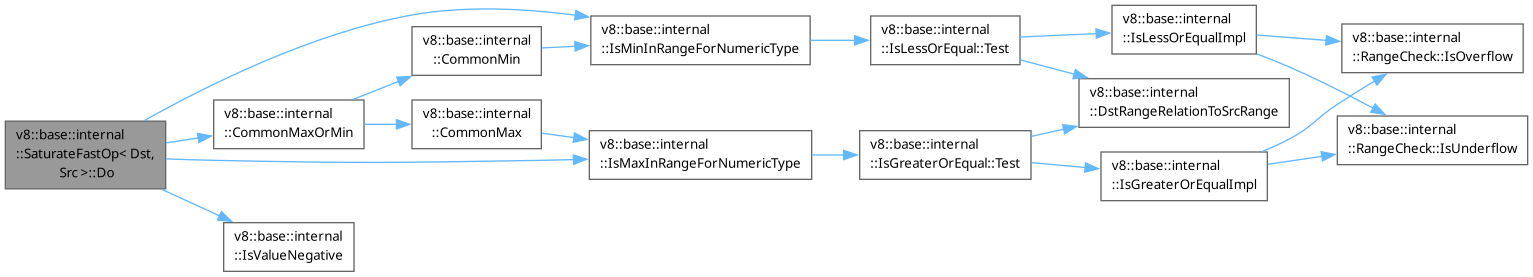 v8::base::internal
::SaturateFastOp< Dst,
Src >::Do
v8::base::internal
::IsMinInRangeForNumericType
v8::base::internal
::IsLessOrEqual::Test
v8::base::internal
::IsLessOrEqualImpl
v8::base::internal
::RangeCheck::IsOverflow
v8::base::internal
::DstRangeRelationToSrcRange
v8::base::internal
::RangeCheck::IsUnderflow
v8::base::internal
::IsMaxInRangeForNumericType
v8::base::internal
::IsGreaterOrEqual::Test
v8::base::internal
::IsGreaterOrEqualImpl
v8::base::internal
::CommonMaxOrMin
v8::base::internal
::CommonMin
v8::base::internal
::CommonMax
v8::base::internal
::IsValueNegative